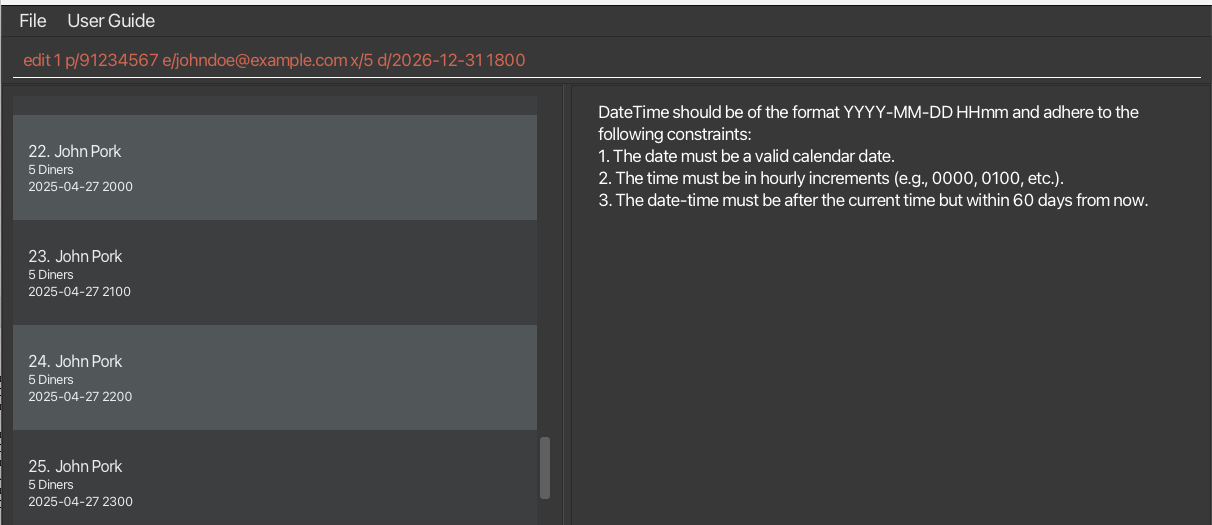 File User Guide
edit 1 p/91234567 e/johndoe@example.com x/5 d/2026-12-31 1800
22. John Pork
5 Diners
2025-04-27 2000
23. John Pork
5 Diners
2025-04-27 2100
24. John Pork
5 Diners
2025-04-27 2200
25. John Pork
5 Diners
2025-04-27 2300
DateTime should be of the format YYYY-MM-DD HHmm and adhere to the
following constraints:
1. The date must be a valid calendar date.
2. The time must be in hourly increments (e.g., 0000, 0100, etc.).
3. The date-time must be after the current time but within 60 days from now.